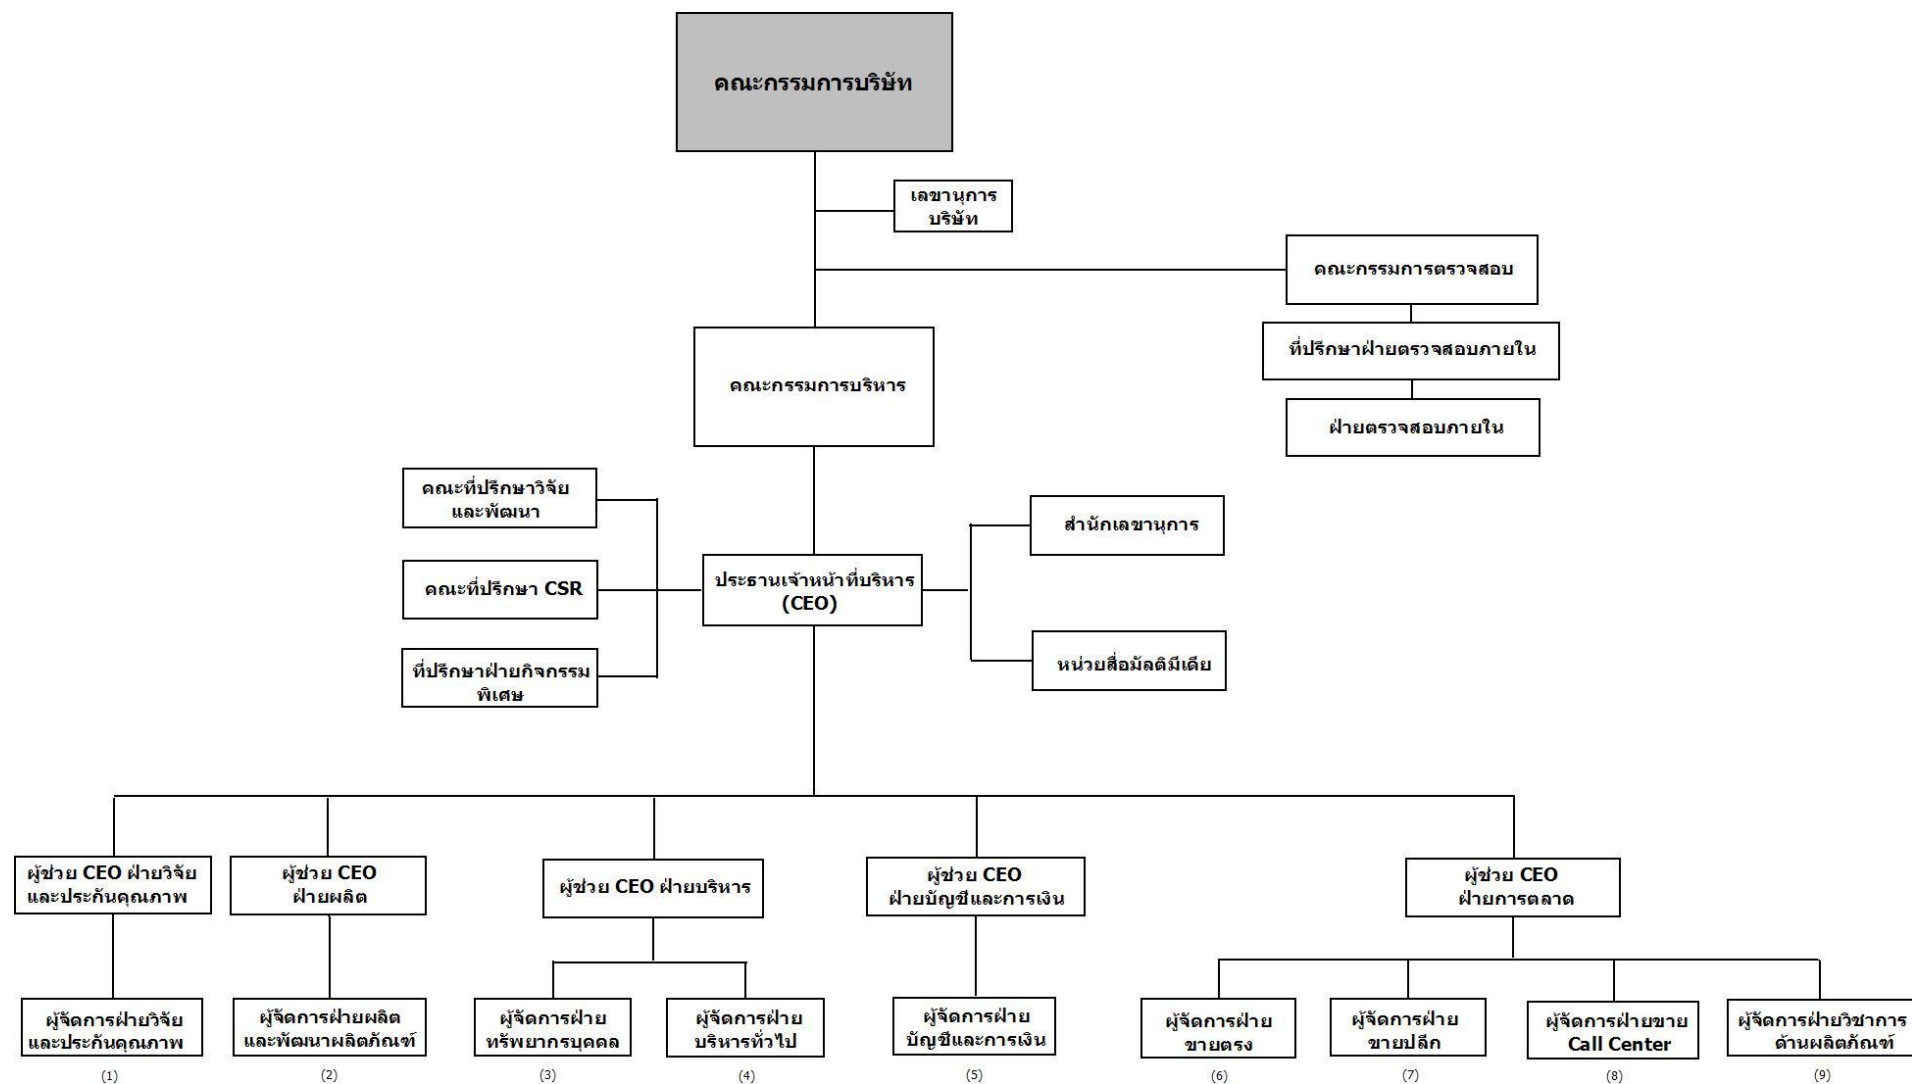 คณะกรรมการบริษัท
เลขานุการ
บริษัท
คณะกรรมการตรวจสอบ
ที่ปรึกษาฝ่ายตรวจสอบภายใน
คณะกรรมการบริหาร
ฝ่ายตรวจสอบภายใน
คณะที่ปรึกษาวิจัย
และพัฒนา
สำนักเลขานุการ
คณะที่ปรึกษา CSR
ประธานเจ้าหน้าที่บริหาร
(CEO)
ที่ปรึกษาฝ่ายกิจกรรม
พิเศษ
หน่วยสื่อมัลติมีเดีย
ผู้ช่วย CEO ฝ่ายวิจัย
และประกันคุณภาพ
ผู้ช่วย CEO
ฝ่ายผลิต
ผู้ช่วย CEO ฝ่ายบริหาร
ผู้ช่วย CEO
ฝ่ายบัญชีและการเงิน
ผู้ช่วย CEO
ฝ่ายการตลาด
ผู้จัดการฝ่ายวิจัย
และประกันคุณภาพ
(1)
ผู้จัดการฝ่ายผลิต
และพัฒนาผลิตภัณฑ์
(2)
ผู้จัดการฝ่าย
ทรัพยากรบุคคล
(3)
ผู้จัดการฝ่าย
บริหารทั่วไป
(4)
ผู้จัดการฝ่าย
บัญชีและการเงิน
(5)
ผู้จัดการฝ่าย
ขายตรง
(6)
ผู้จัดการฝ่าย
ขายปลีก
(7)
ผู้จัดการฝ่ายขาย
Call Center
(8)
ผู้จัดการฝ่ายวิชาการ
ด้านผลิตภัณฑ์
(9)